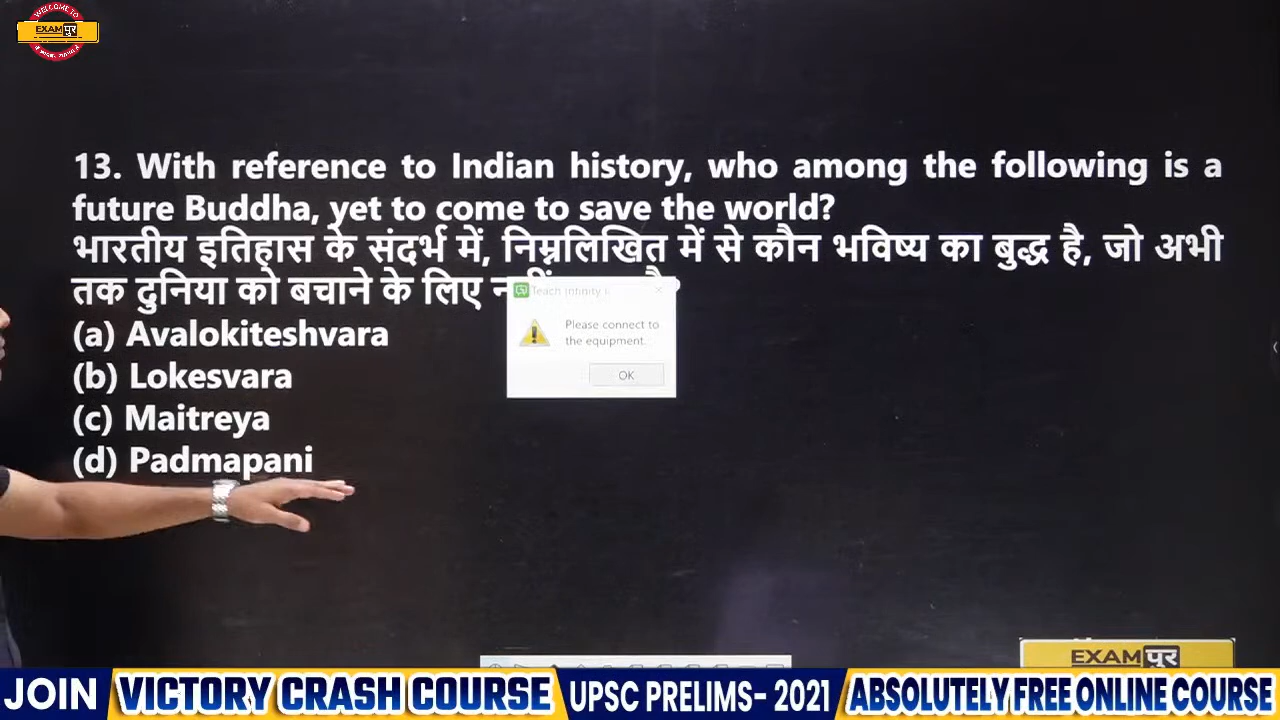 WELCOME TO
EXAMपुर
13. With reference to Indian history, who among the following is a
future Buddha, yet to come to save the world?
भारतीय इतिहास के संदर्भ में, निम्नलिखित में से कौन भविष्य का बुद्ध है, जो अभी
तक दुनिया को बचाने के लिए
Teach Infinity
Please connect to
the equipment.
OK
(a) Avalokiteshvara
(b) Lokesvara
(c) Maitreya
(d) Padmapani
EXAMपुर
JOIN VICTORY CRASH COURSE UPSC PRELIMS- 2021 ABSOLUTELY FREE ONLINE COURSE